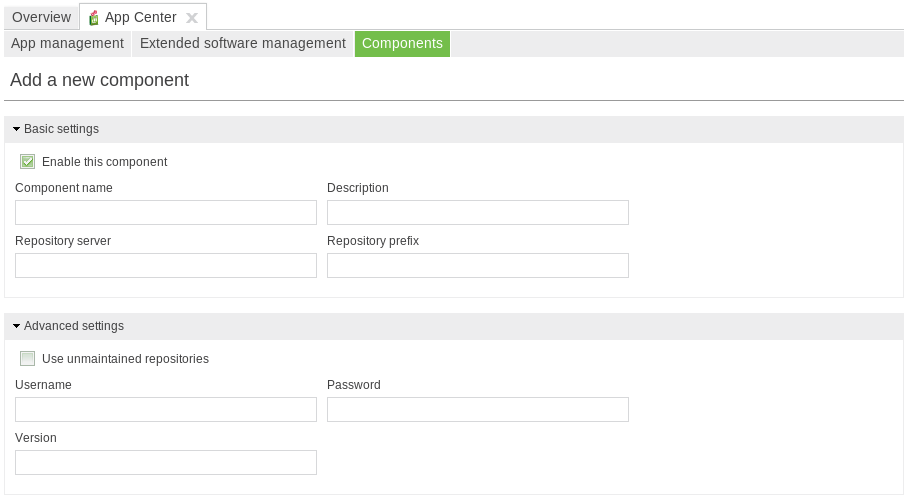 Overview App Center
App management Extended software management Components
Add a new component
Basic settings
Enable this component
Component name Description
Repository server Repository prefix
Advanced settings
Use unmaintained repositories
Username Password
Version